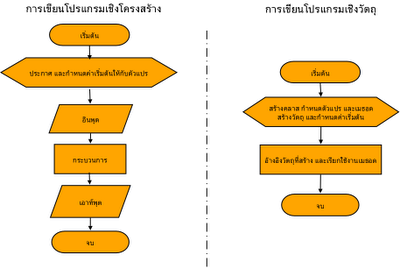 การเขียนโปรแกรมเชิงโครงสร้าง
เริ่มต้น
ประกาศ และกำหนดค่าเริ่มต้นให้กับตัวแปร
อินพุต
กระบวนการ
เอาท์พุต
จบ
การเขียนโปรแกรมเชิงวัตถุ
เริ่มต้น
สร้างคลาส กำหนดตัวแปร และเมธอด
สร้างวัตถุ และกำหนดค่าเริ่มต้น
อ้างอิงวัตถุที่สร้าง และเรียกใช้งานเมธอด
จบ